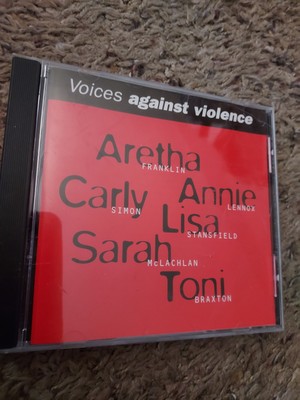 Voices against violence
Aretha
FRANKLIN
Carly Annie
SIMON LENNOX
Lisa
STANSFIELD
Sarah
McLACHLAN
Toni
BRAXTON